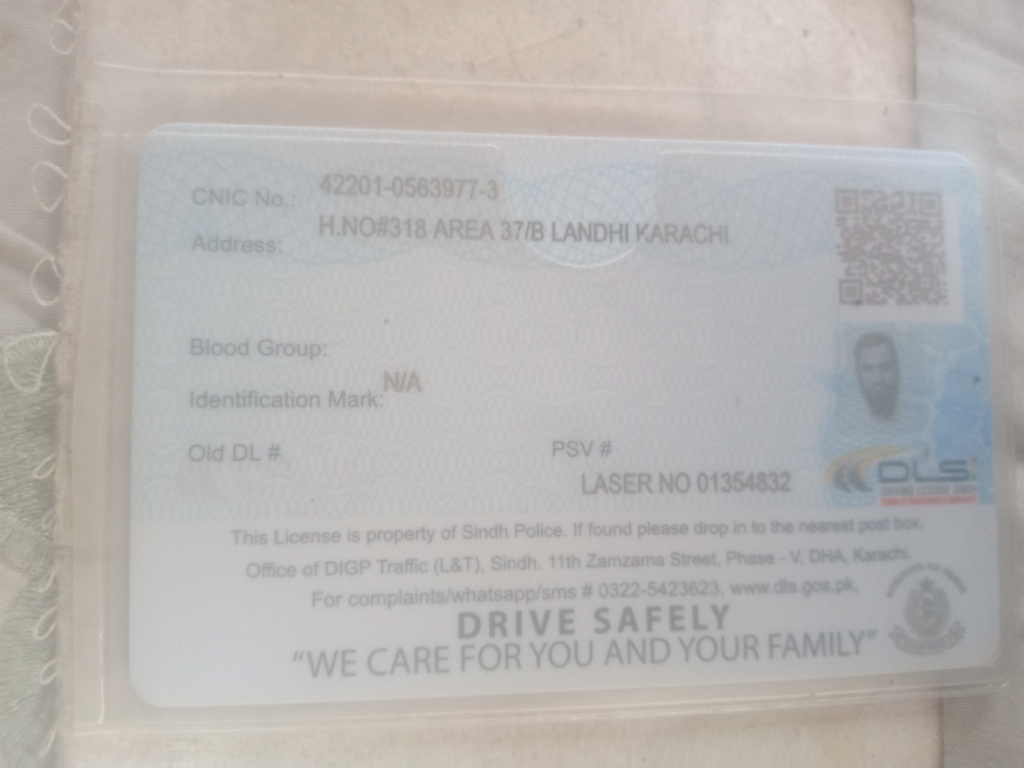 CNIC No.: 42201-0563977-3
Address: H.NO#318 AREA 37/B LANDHI KARACHI
Blood Group:
Identification Mark: N/A
Old DL #
PSV #
LASER NO 01354832
DLS
This License is property of Sindh Police. If found please drop in to the nearest post box.
Office of DIGP Traffic (L&T), Sindh. 11th Zamzama Street, Phase - V, DHA, Karachi.
For complaints/whatsapp/sms # 0322-5423623, www.dls.gos.pk,
DRIVE SAFELY
“WE CARE FOR YOU AND YOUR FAMILY”